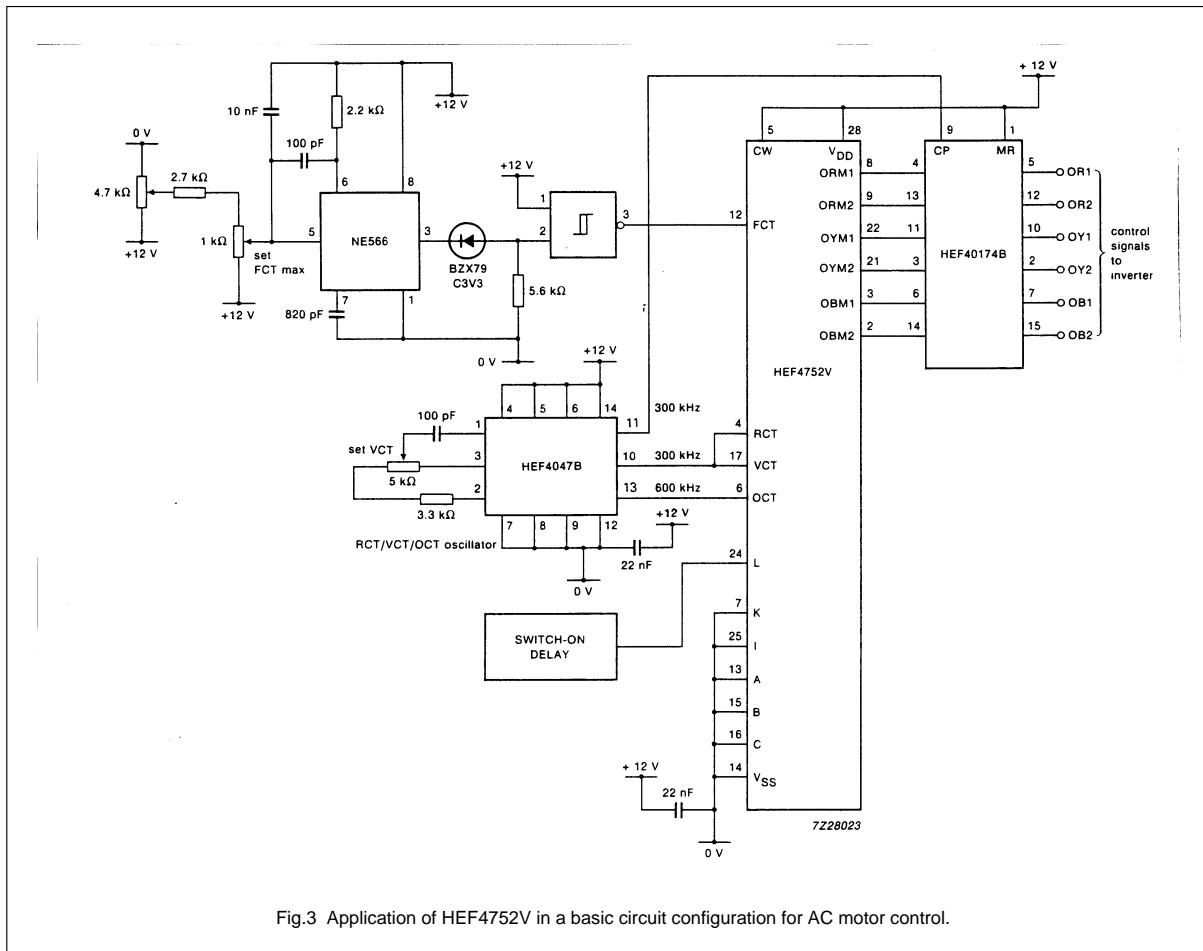 + 12 V
+12 V
2.2 kΩ
10 nF
0 V
100 pF
2.7 kΩ
4.7 kΩ
+12 V
1 kΩ
set
FCT max
+12 V
6
8
5
NE566
3
7
1
820 pF
BZX79
C3V3
5.6 kΩ
0 V
+12 V
1
2
3
5
28
CW
VDD
12
FCT
9
1
CP
MR
ORM1
8
4
5
OR1
ORM2
9
13
12
OR2
OYM1
22
11
10
OY1
OYM2
21
3
2
OY2
OBM1
3
6
7
OB1
OBM2
2
14
15
OB2
HEF40174B
control
signals
to
inverter
HEF4752V
+12 V
4
5
6
14
100 pF
1
11
300 kHz
set VCT
3
HEF4047B
10
300 kHz
5 kΩ
2
13
600 kHz
3.3 kΩ
7
8
9
12
RCT/VCT/OCT oscillator
+12 V
22 nF
0 V
4
RCT
17
VCT
6
OCT
24
L
SWITCH-ON
DELAY
7
K
25
I
13
A
15
B
16
C
14
VSS
+ 12 V
22 nF
0 V
7Z28023
Fig.3 Application of HEF4752V in a basic circuit configuration for AC motor control.